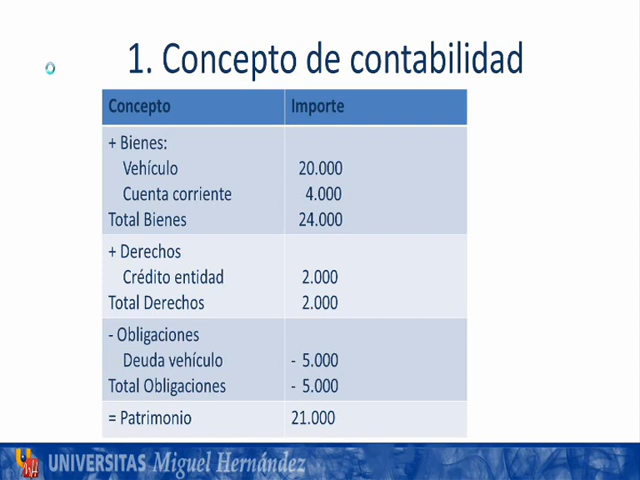 1. Concepto de contabilidad
Concepto Importe
+ Bienes:
Vehículo 20.000
Cuenta corriente 4.000
Total Bienes 24.000
+ Derechos
Crédito entidad 2.000
Total Derechos 2.000
- Obligaciones
Deuda vehículo - 5.000
Total Obligaciones - 5.000
= Patrimonio 21.000
UNIVERSITAS Miguel Hernández